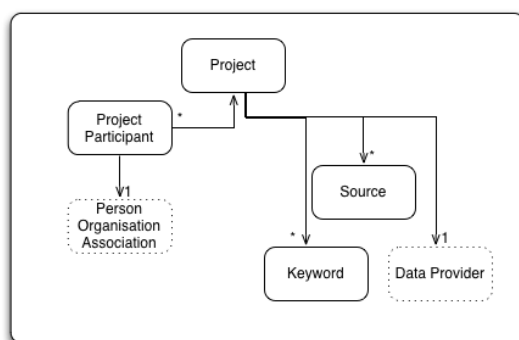 Project
*
Project
Participant
1
Person
Organisation
Association
*
Source
*
Keyword
1
Data Provider